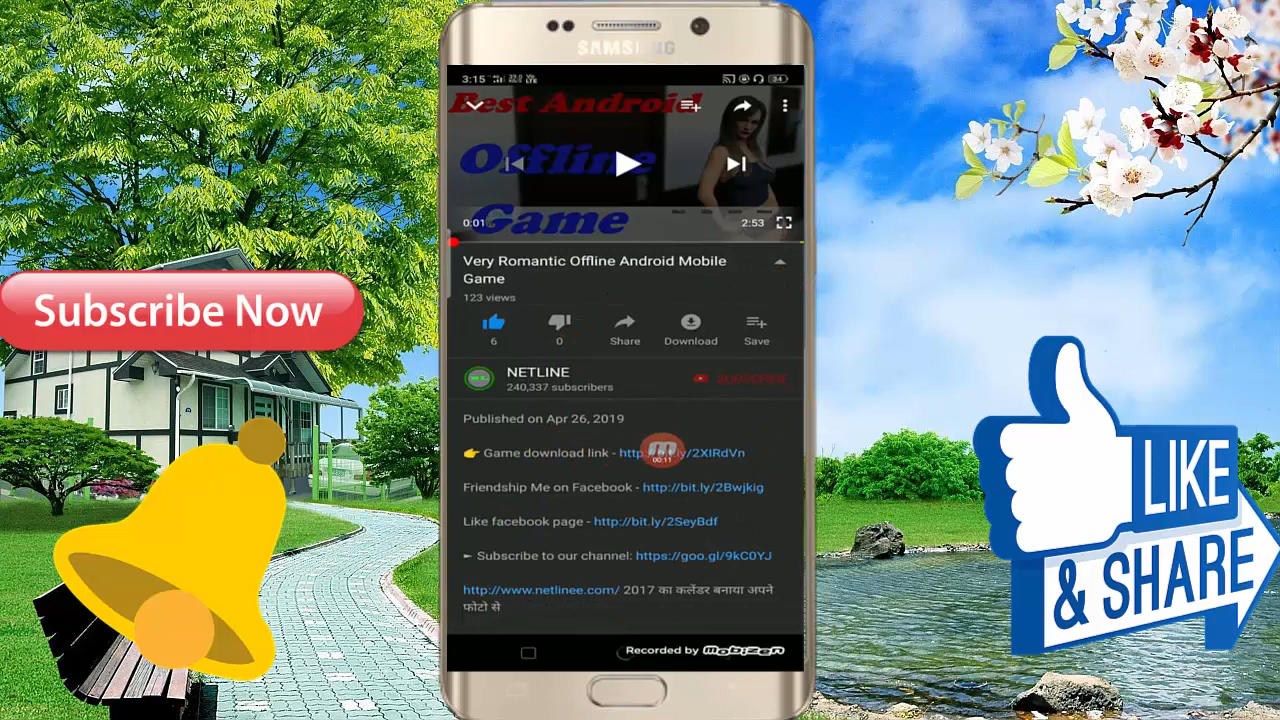 SAMSUNG
3:15
34
Best Android
Offline
Game
0:01
2:53
Very Romantic Offline Android Mobile
Game
123 views
6
0
Share
Download
Save
NETLINE
240,337 subscribers
SUBSCRIBE
Published on Apr 26, 2019
👉 Game download link - http
ly/2XIRdVn
00:11
Friendship Me on Facebook - http://bit.ly/2Bwjkig
Like facebook page - http://bit.ly/2SeyBdf
► Subscribe to our channel: https://goo.gl/9kC0YJ
http://www.netlinee.com/ 2017 का कलेंडर बनाया अपने
फोटो से
Recorded by mobizen
Subscribe Now
LIKE
& SHARE